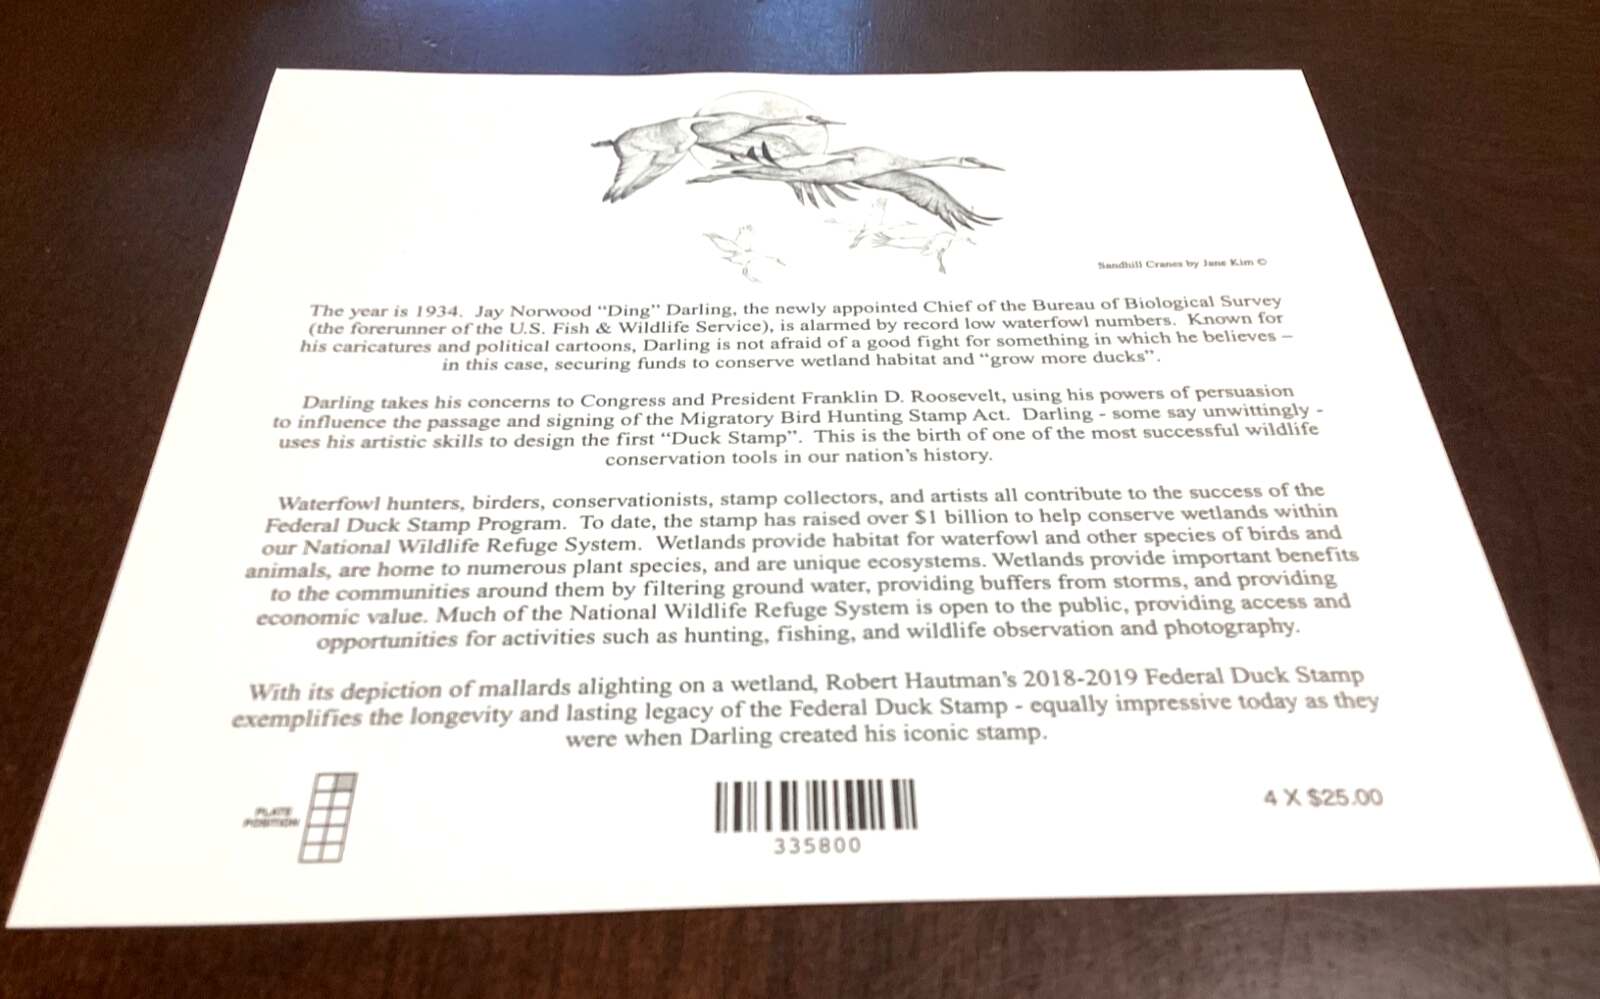 Sandhill Cranes by Jane Kim ©
The year is 1934. Jay Norwood “Ding” Darling, the newly appointed Chief of the Bureau of Biological Survey
(the forerunner of the U.S. Fish & Wildlife Service), is alarmed by record low waterfowl numbers. Known for
his caricatures and political cartoons, Darling is not afraid of a good fight for something in which he believes –
in this case, securing funds to conserve wetland habitat and “grow more ducks”.
Darling takes his concerns to Congress and President Franklin D. Roosevelt, using his powers of persuasion
to influence the passage and signing of the Migratory Bird Hunting Stamp Act. Darling - some say unwittingly -
uses his artistic skills to design the first “Duck Stamp”. This is the birth of one of the most successful wildlife
conservation tools in our nation’s history.
Waterfowl hunters, birders, conservationists, stamp collectors, and artists all contribute to the success of the
Federal Duck Stamp Program. To date, the stamp has raised over $1 billion to help conserve wetlands within
our National Wildlife Refuge System. Wetlands provide habitat for waterfowl and other species of birds and
animals, are home to numerous plant species, and are unique ecosystems. Wetlands provide important benefits
to the communities around them by filtering ground water, providing buffers from storms, and providing
economic value. Much of the National Wildlife Refuge System is open to the public, providing access and
opportunities for activities such as hunting, fishing, and wildlife observation and photography.
With its depiction of mallards alighting on a wetland, Robert Hautman’s 2018-2019 Federal Duck Stamp
exemplifies the longevity and lasting legacy of the Federal Duck Stamp - equally impressive today as they
were when Darling created his iconic stamp.
PLATE
POSITION
335800
4 X $25.00